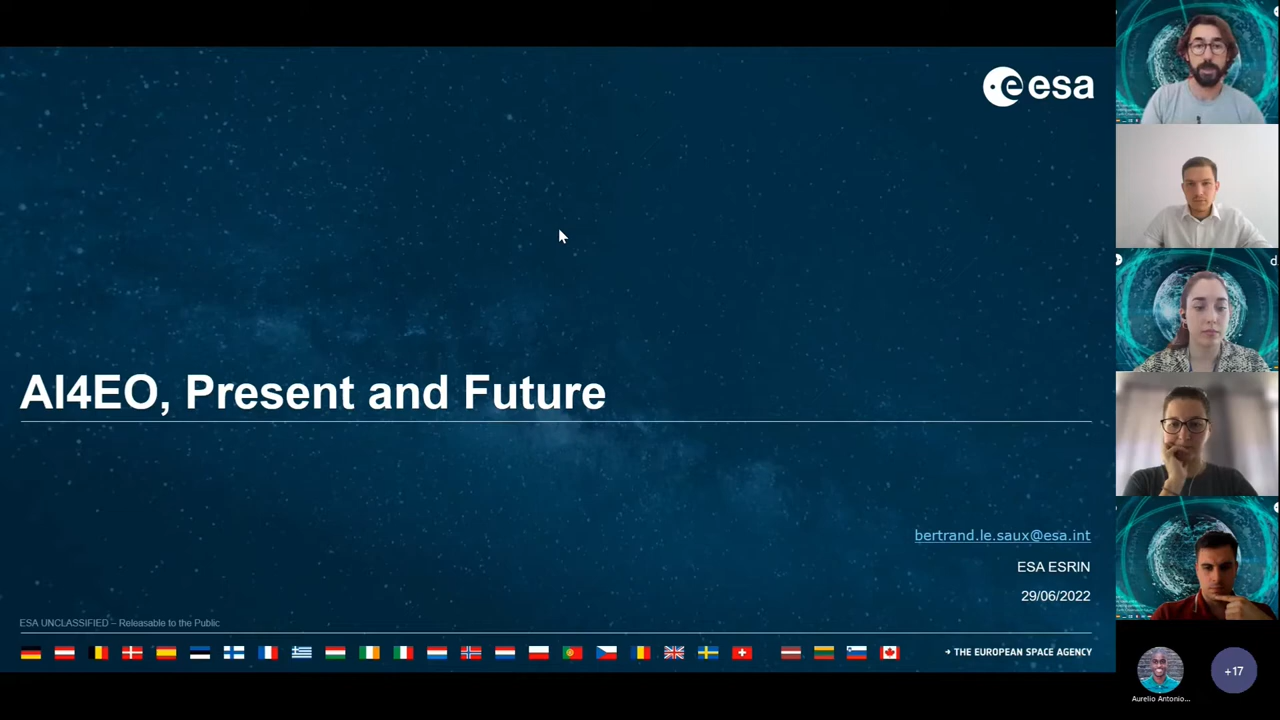 esa
AI4EO, Present and Future
bertrand.le.saux@esa.int
ESA ESRIN
29/06/2022
ESA UNCLASSIFIED – Releasable to the Public
→ THE EUROPEAN SPACE AGENCY
d
Aurelio Antonio...
+17